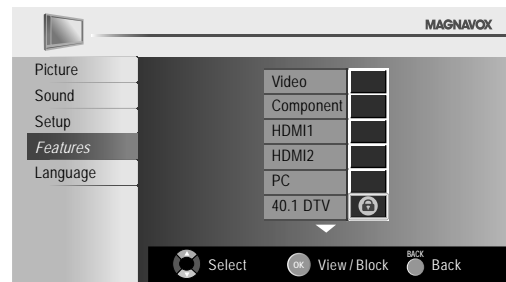 MAGNAVOX
Picture
Sound
Setup
Features
Language
Video
Component
HDMI1
HDMI2
PC
40.1 DTV
Select
OK
View / Block
BACK
Back